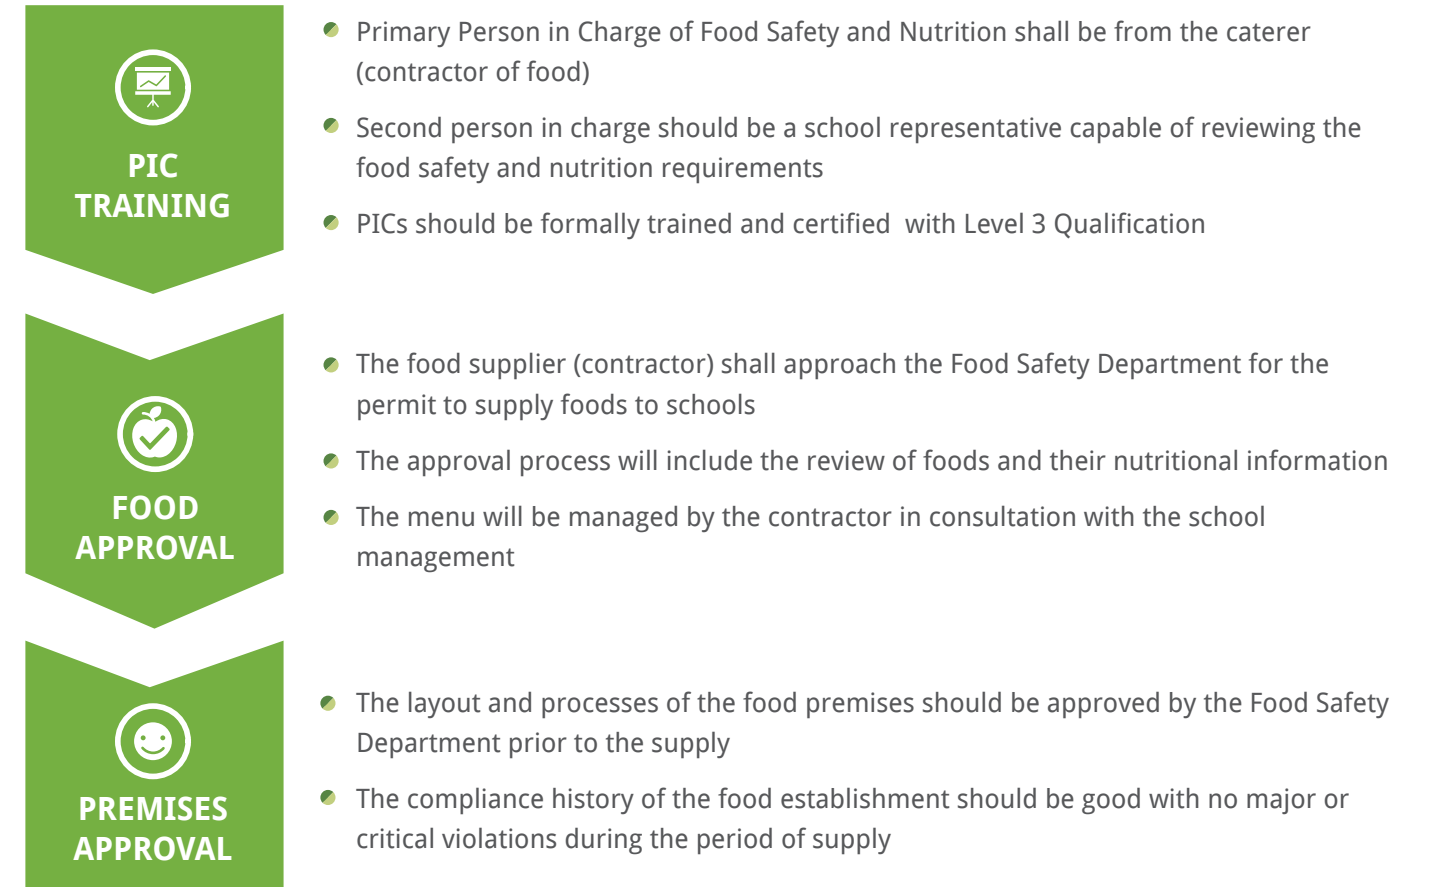 PIC
TRAINING
Primary Person in Charge of Food Safety and Nutrition shall be from the caterer
(contractor of food)
Second person in charge should be a school representative capable of reviewing the
food safety and nutrition requirements
PICs should be formally trained and certified  with Level 3 Qualification
FOOD
APPROVAL
The food supplier (contractor) shall approach the Food Safety Department for the
permit to supply foods to schools
The approval process will include the review of foods and their nutritional information
The menu will be managed by the contractor in consultation with the school
management
PREMISES
APPROVAL
The layout and processes of the food premises should be approved by the Food Safety
Department prior to the supply
The compliance history of the food establishment should be good with no major or
critical violations during the period of supply